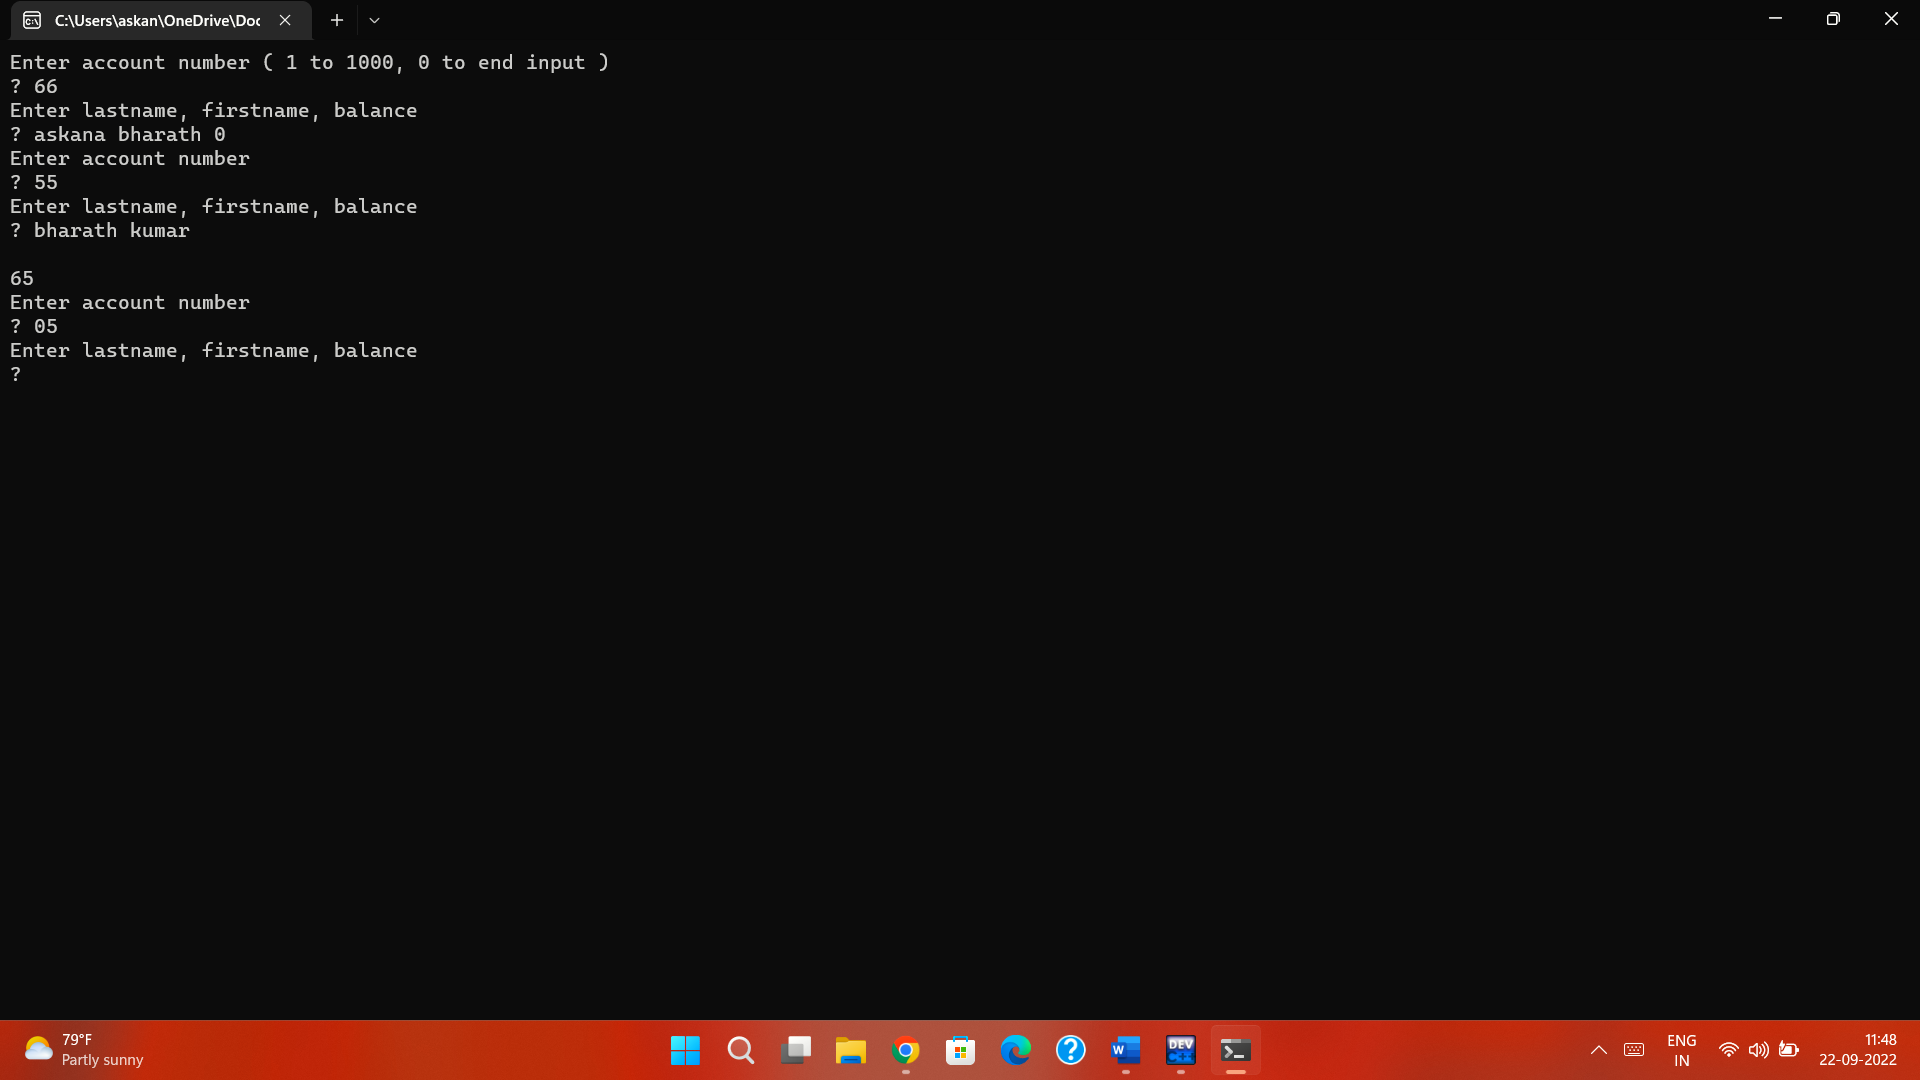 C:\Users\askan\OneDrive\Doc
Enter account number ( 1 to 1000, 0 to end input )
? 66
Enter lastname, firstname, balance
? askana bharath 0
Enter account number
? 55
Enter lastname, firstname, balance
? bharath kumar
65
Enter account number
? 05
Enter lastname, firstname, balance
?
79°F
Partly sunny
W
DEV
C++
ENG
IN
11:48
22-09-2022